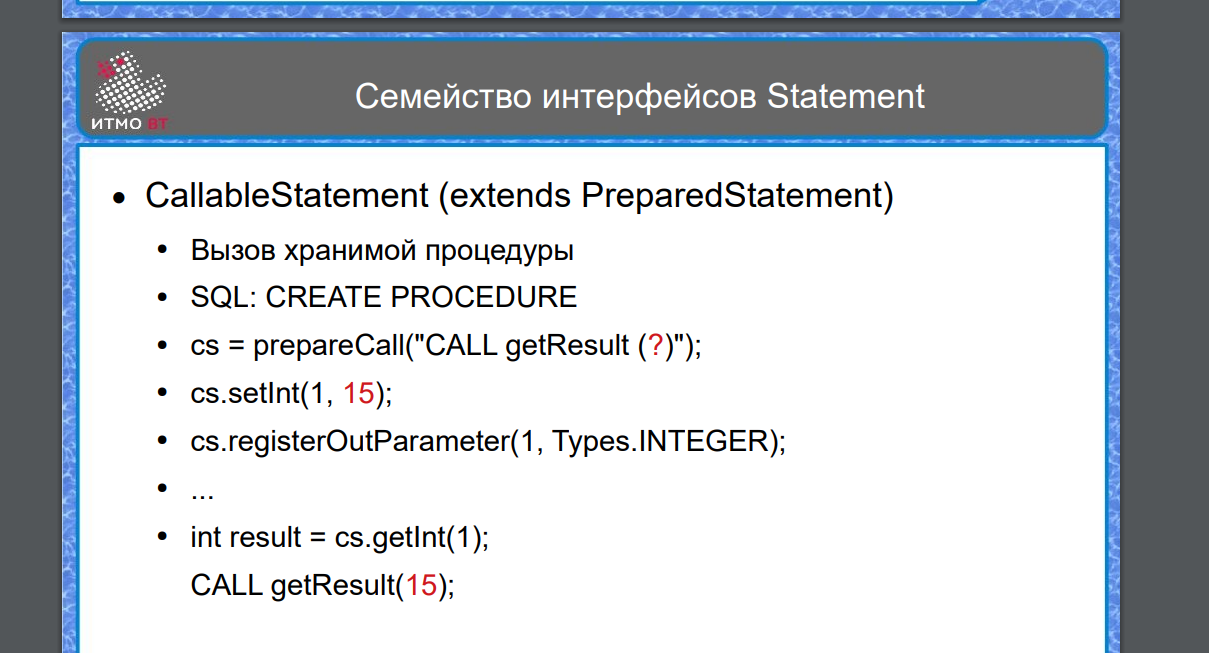 ИТМО ВТ
Семейство интерфейсов Statement
• CallableStatement (extends PreparedStatement)
• Вызов хранимой процедуры
• SQL: CREATE PROCEDURE
• cs = prepareCall("CALL getResult (?)");
• cs.setInt(1, 15);
• cs.registerOutParameter(1, Types.INTEGER);
• ...
• int result = cs.getInt(1);
CALL getResult(15);